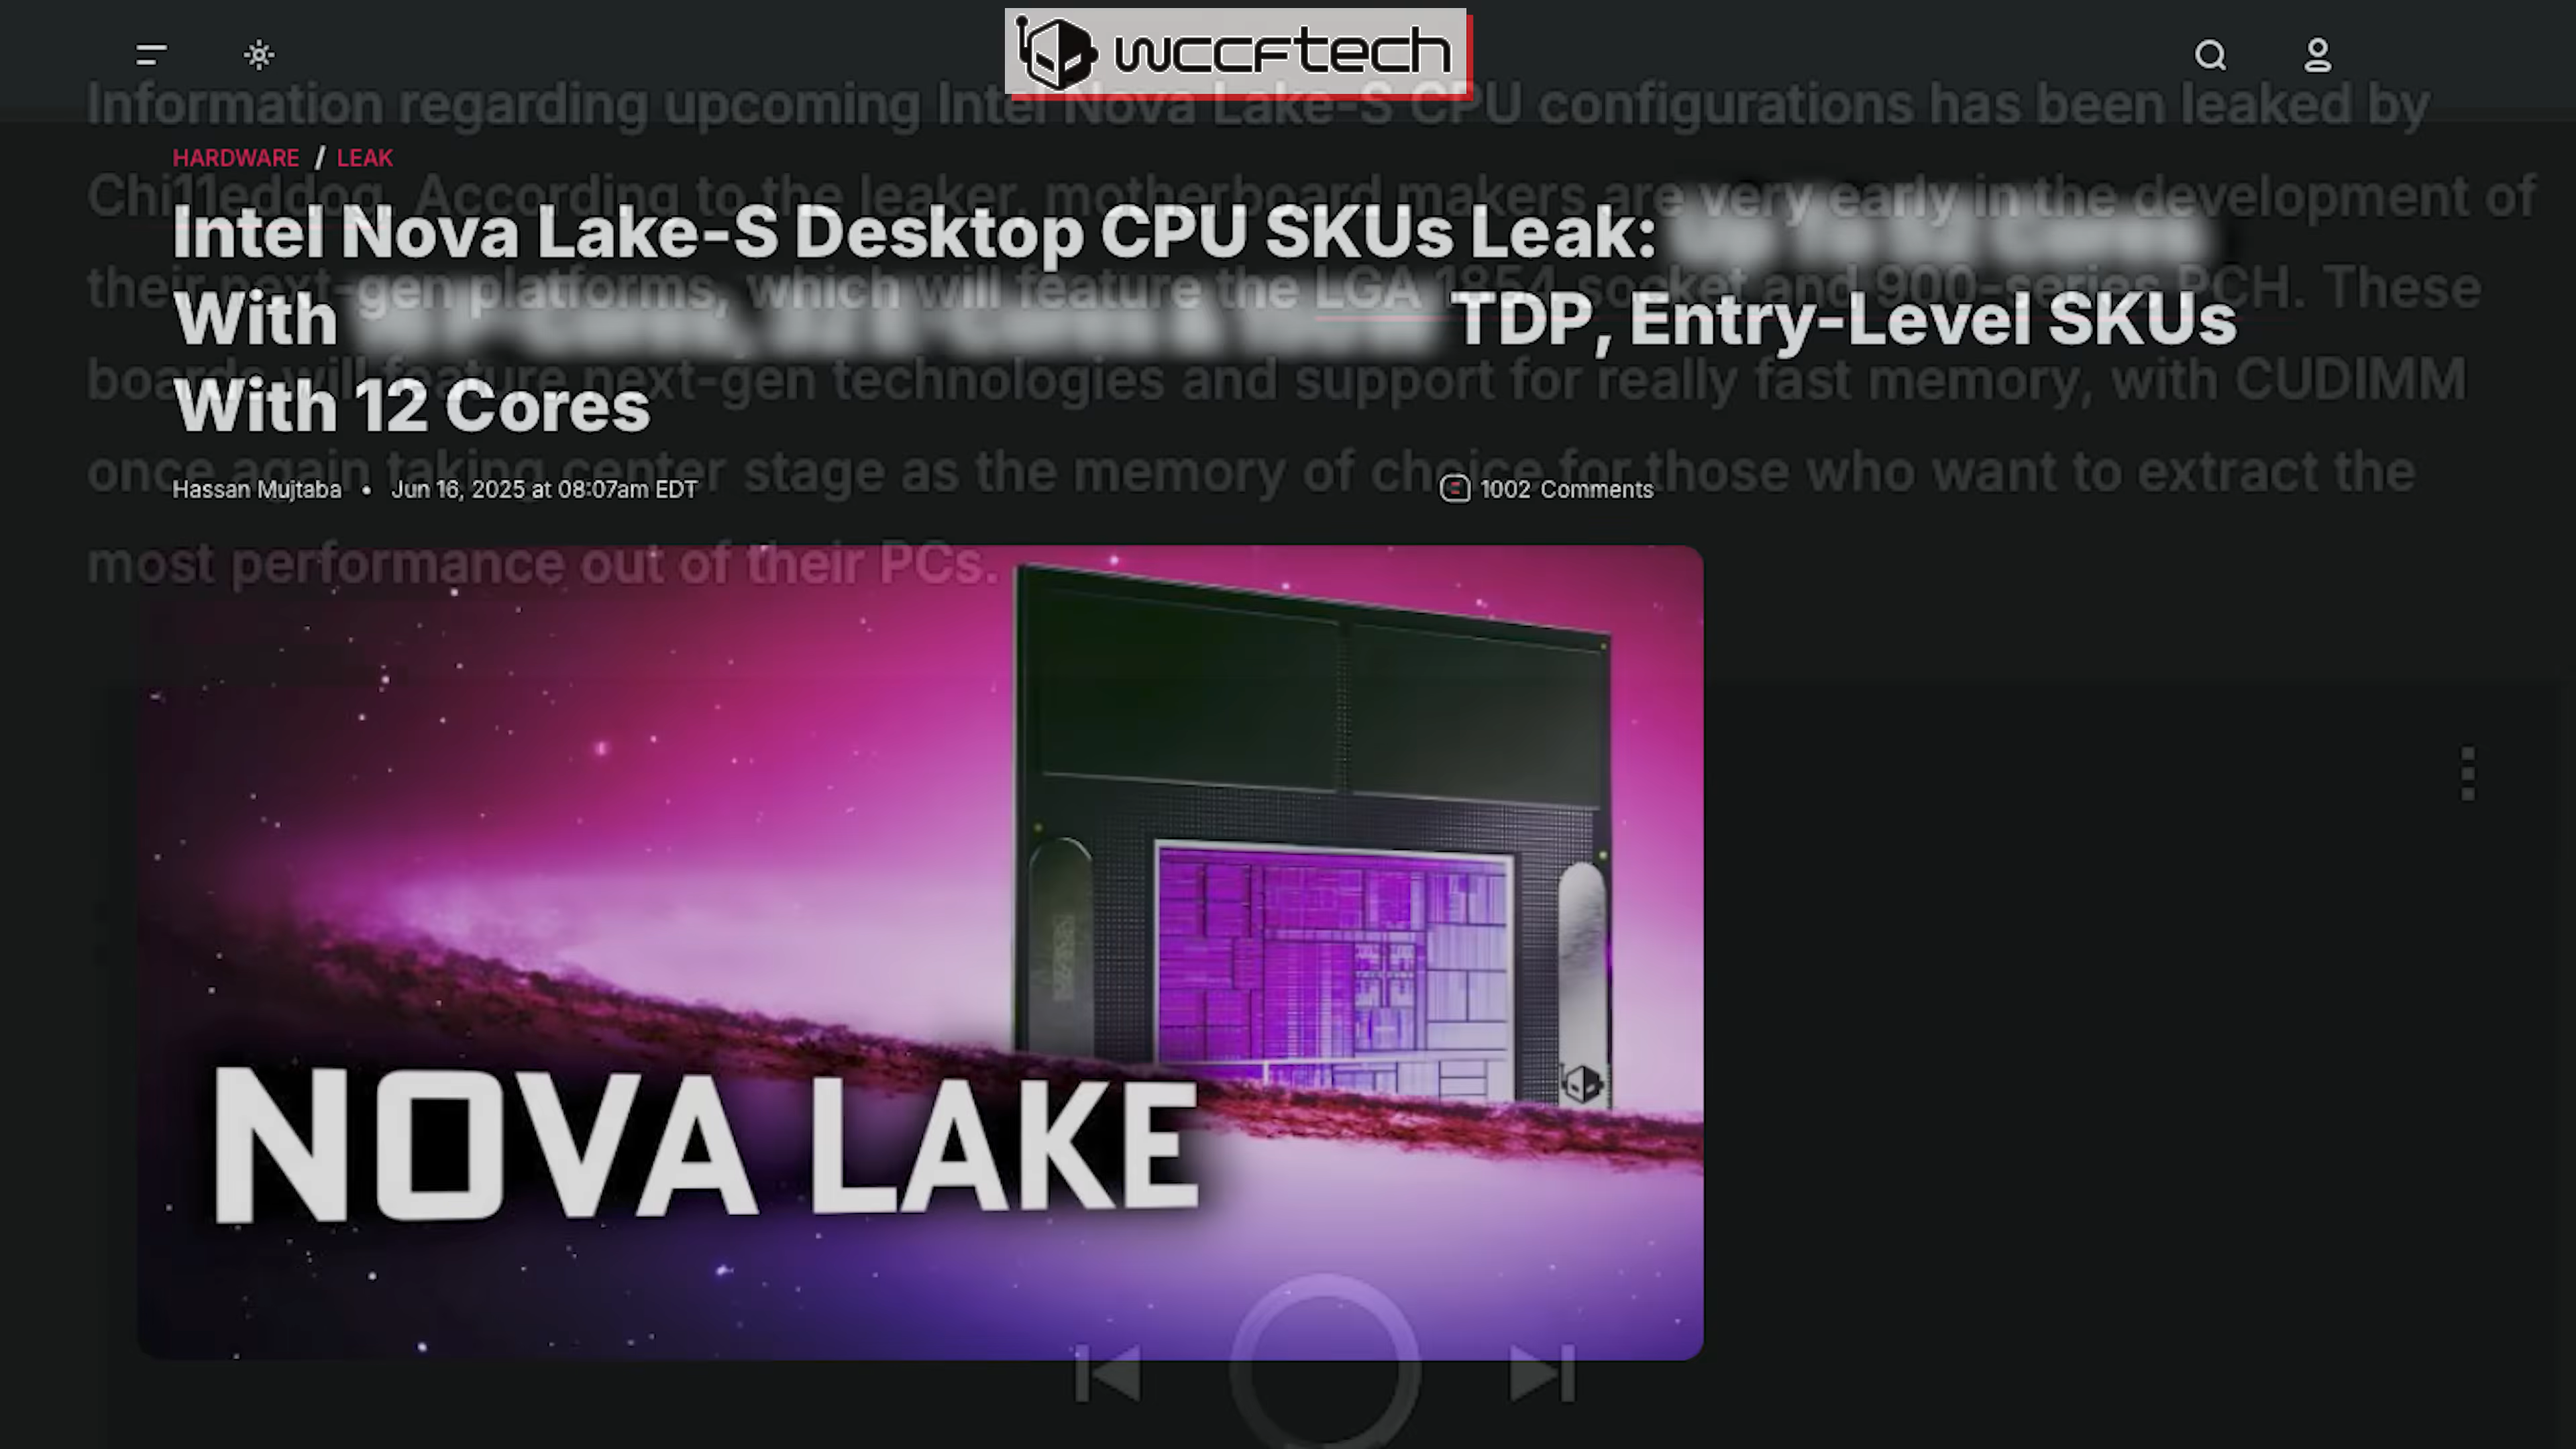 wccftech
Information regarding upcoming Intel Nova Lake-S CPU configurations has been leaked by
HARDWARE / LEAK
Chi11eddog. According to the leaker, motherboard makers are very early in the development of
Intel Nova Lake-S Desktop CPU SKUs Leak:
their next-gen platforms, which will feature the LGA 1854 socket and 900-series PCH. These
With TDP, Entry-Level SKUs
boards will feature next-gen technologies and support for really fast memory, with CUDIMM
With 12 Cores
once again taking center stage as the memory of choice for those who want to extract the
Hassan Mujtaba • Jun 16, 2025 at 08:07am EDT 1002 Comments
most performance out of their PCs.
NOVA LAKE